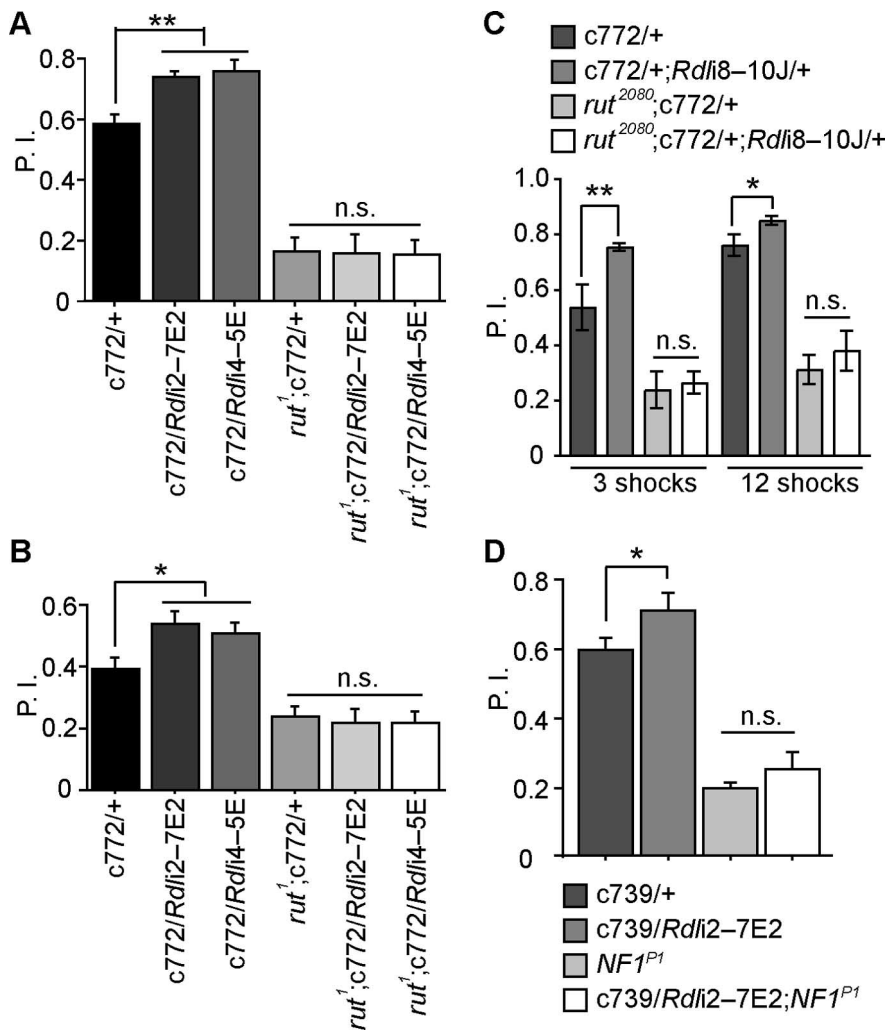 A
**
0.8
0.6
0.4
0.2
0
P. I.
n.s.
c772/+
c772/Rdli2–7E2
c772/Rdli4–5E
rut¹;c772/+
rut¹;c772/Rdli2–7E2
rut¹;c772/Rdli4–5E
B
*
0.6
0.4
0.2
0
P. I.
n.s.
c772/+
c772/Rdli2–7E2
c772/Rdli4–5E
rut¹;c772/+
rut¹;c772/Rdli2–7E2
rut¹;c772/Rdli4–5E
C
c772/+
c772/+;Rdli8–10J/+
rut²⁰⁸⁰;c772/+
rut²⁰⁸⁰;c772/+;Rdli8–10J/+
1.0
0.8
0.6
0.4
0.2
0
P. I.
**
n.s.
*
n.s.
3 shocks
12 shocks
D
*
0.8
0.6
0.4
0.2
0
P. I.
n.s.
c739/+
c739/Rdli2–7E2
NF1ᴾ¹
c739/Rdli2–7E2;NF1ᴾ¹